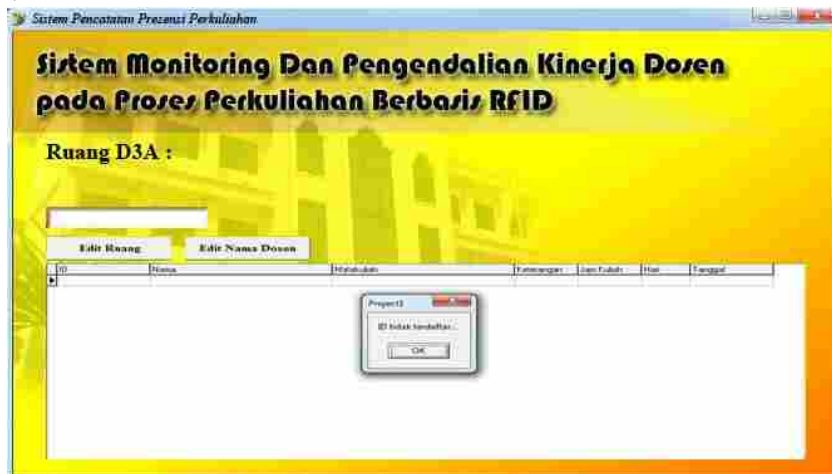 Sistem Pencatatan Presensi Perkuliahan
Sistem Monitoring Dan Pengendalian Kinerja Dosen
pada Proses Perkuliahan Berbasis RFID
Ruang D3A :
Edit Ruang Edit Nama Dosen
ID Nama Matakuliah Keterangan Jam Kuliah Hari Tanggal
Project1
ID tidak terdaftar...
OK